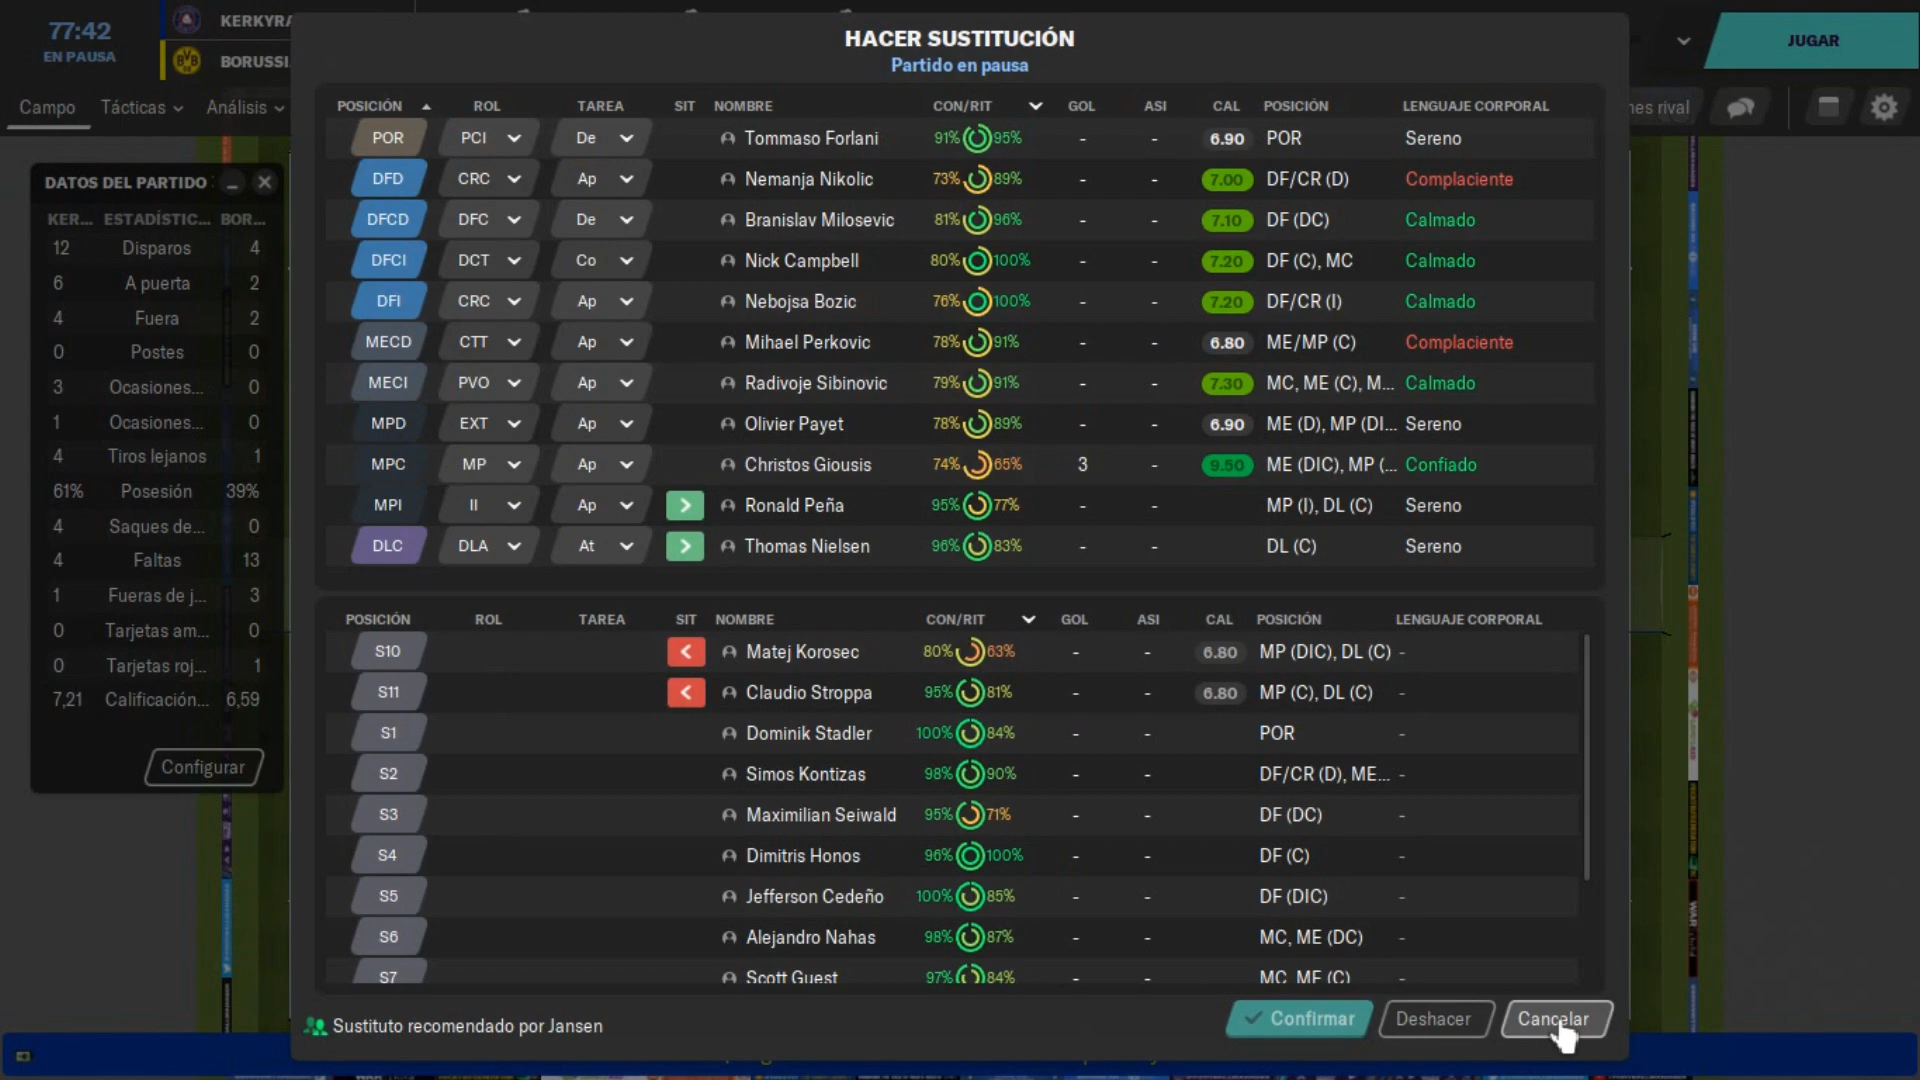 77:42
EN PAUSA
KERKYRA
BORUSSI
HACER SUSTITUCIÓN
Partido en pausa
JUGAR
Campo Tácticas Análisis
nes rival
DATOS DEL PARTIDO
KER... ESTADÍSTIC... BOR...
12 Disparos 4
6 A puerta 2
4 Fuera 2
0 Postes 0
3 Ocasiones... 0
1 Ocasiones... 0
4 Tiros lejanos 1
61% Posesión 39%
4 Saques de... 0
4 Faltas 13
1 Fueras de j... 3
0 Tarjetas am... 0
0 Tarjetas roj... 1
7,21 Calificación... 6,59
Configurar
POSICIÓN ROL TAREA SIT NOMBRE CON/RIT GOL ASI CAL POSICIÓN LENGUAJE CORPORAL
POR PCI De Tommaso Forlani 91% 95% - - 6.90 POR Sereno
DFD CRC Ap Nemanja Nikolic 73% 89% - - 7.00 DF/CR (D) Complaciente
DFCD DFC De Branislav Milosevic 81% 96% - - 7.10 DF (DC) Calmado
DFCI DCT Co Nick Campbell 80% 100% - - 7.20 DF (C), MC Calmado
DFI CRC Ap Nebojsa Bozic 76% 100% - - 7.20 DF/CR (I) Calmado
MECD CTT Ap Mihael Perkovic 78% 91% - - 6.80 ME/MP (C) Complaciente
MECI PVO Ap Radivoje Sibinovic 79% 91% - - 7.30 MC, ME (C), M... Calmado
MPD EXT Ap Olivier Payet 78% 89% - - 6.90 ME (D), MP (DI... Sereno
MPC MP Ap Christos Giousis 74% 65% 3 - 9.50 ME (DIC), MP (... Confiado
MPI II Ap Ronald Peña 95% 77% - - MP (I), DL (C) Sereno
DLC DLA At Thomas Nielsen 96% 83% - - DL (C) Sereno
POSICIÓN ROL TAREA SIT NOMBRE CON/RIT GOL ASI CAL POSICIÓN LENGUAJE CORPORAL
S10 Matej Korosec 80% 63% - - 6.80 MP (DIC), DL (C) -
S11 Claudio Stroppa 95% 81% - - 6.80 MP (C), DL (C) -
S1 Dominik Stadler 100% 84% - - POR -
S2 Simos Kontizas 98% 90% - - DF/CR (D), ME... -
S3 Maximilian Seiwald 95% 71% - - DF (DC) -
S4 Dimitris Honos 96% 100% - - DF (C) -
S5 Jefferson Cedeño 100% 85% - - DF (DIC) -
S6 Alejandro Nahas 98% 87% - - MC, ME (DC) -
S7 Scott Guest 97% 84% - - MC, ME (C) -
Sustituto recomendado por Jansen
Confirmar Deshacer Cancelar